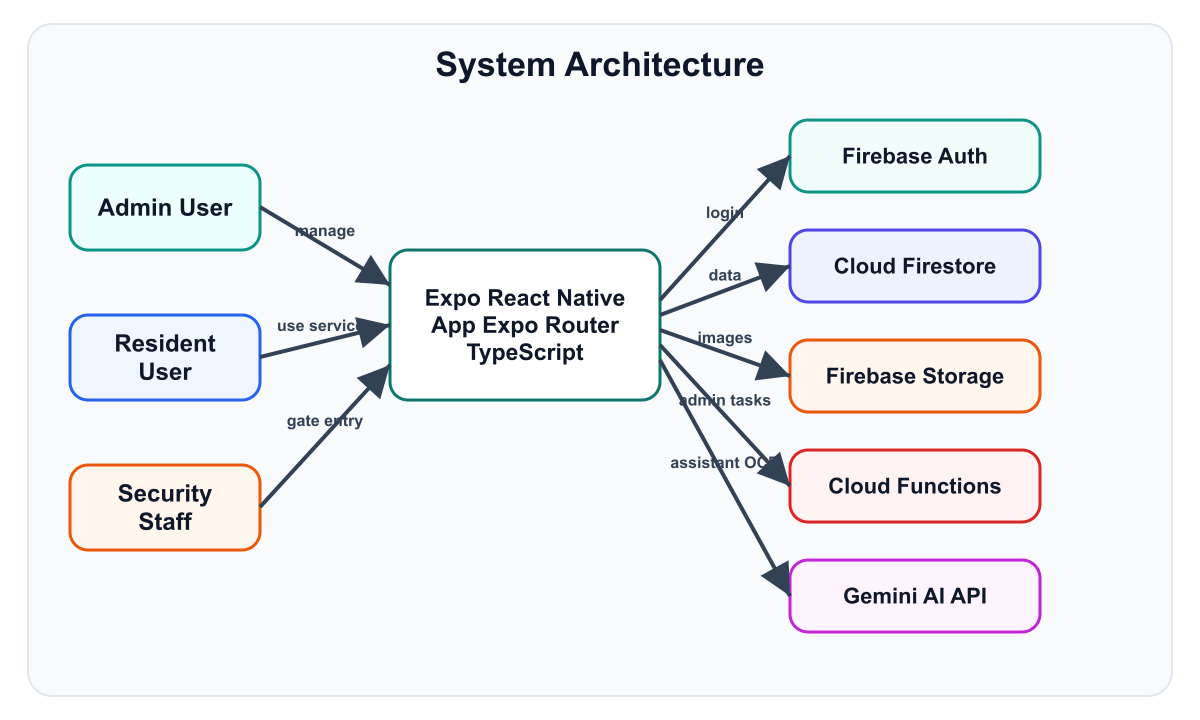 System Architecture
Admin User
Resident
User
Security
Staff
manage
use service
gate entry
Expo React Native
App Expo Router
TypeScript
login
data
images
admin tasks
assistant
Firebase Auth
Cloud Firestore
Firebase Storage
Cloud Functions
Gemini AI API